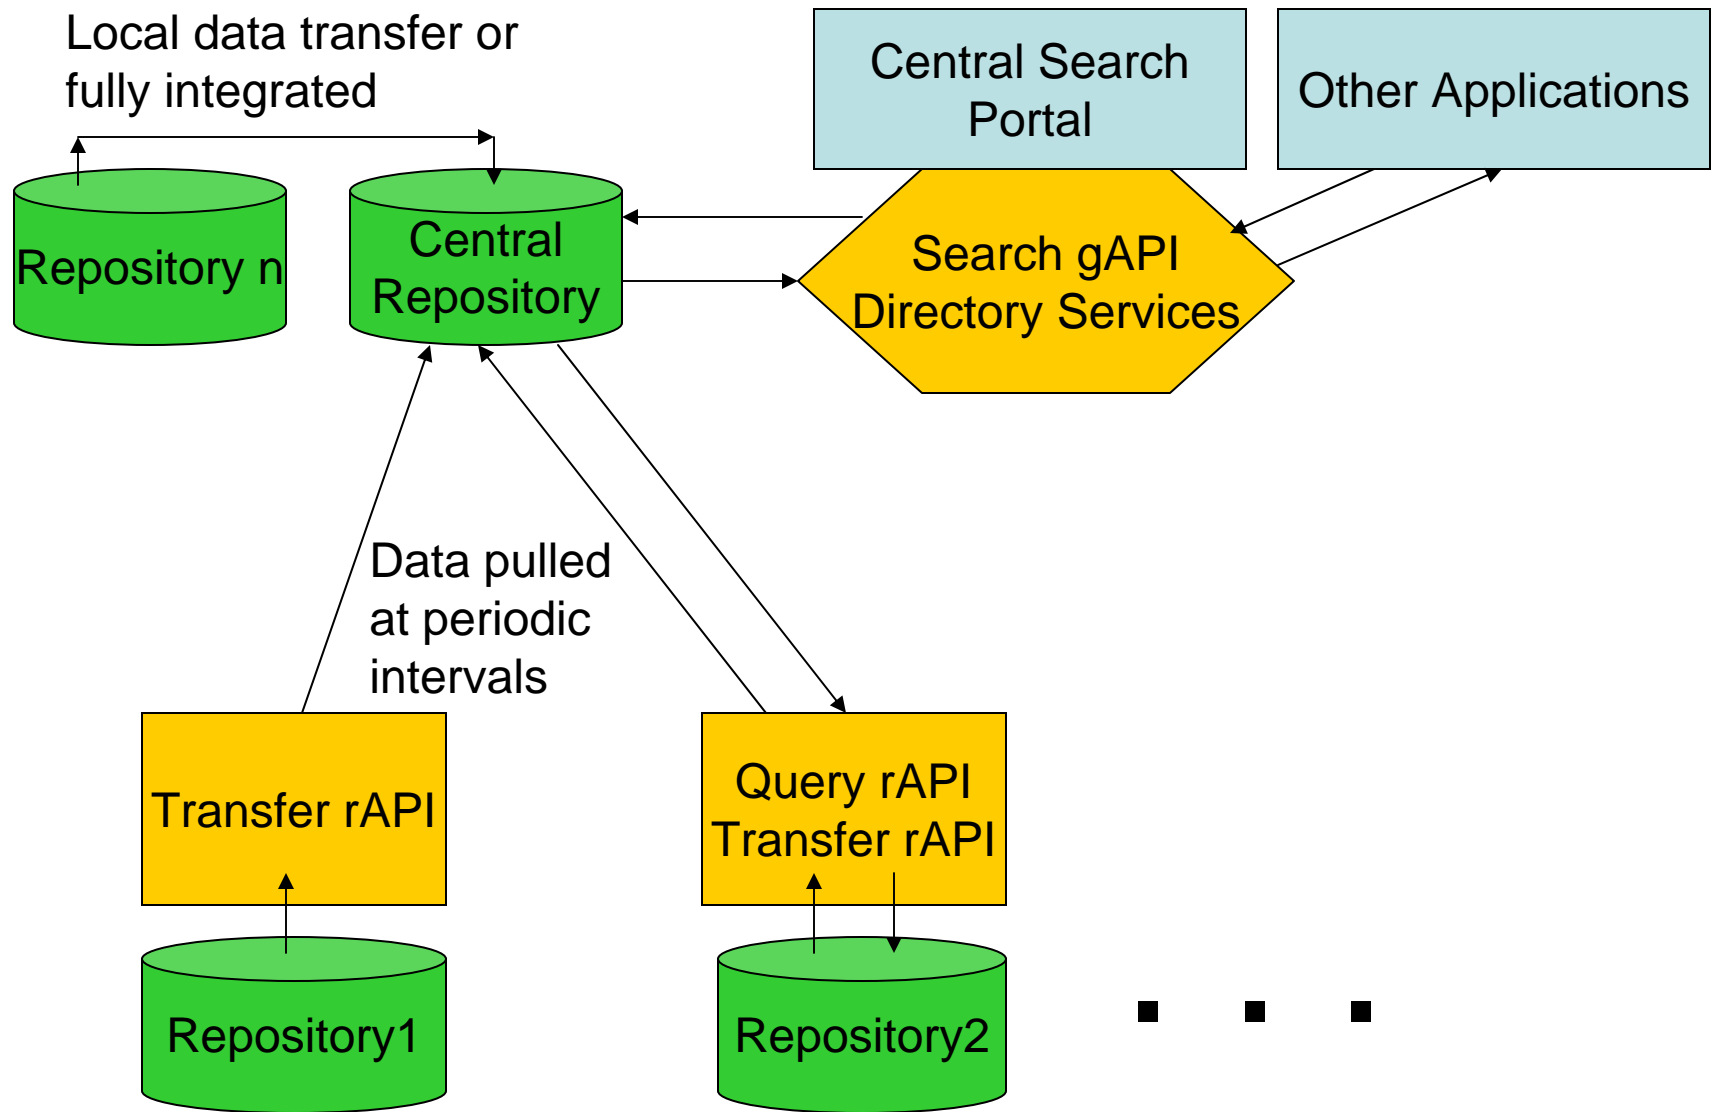 Local data transfer or
fully integrated
Central Search
Portal
Other Applications
Repository n
Central
Repository
Search gAPI
Directory Services
Data pulled
at periodic
intervals
Transfer rAPI
Query rAPI
Transfer rAPI
Repository1
Repository2